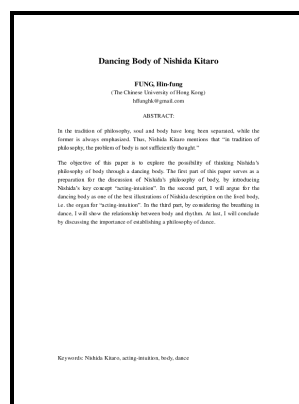 Dancing Body of Nishida Kitaro
FUNG, Hin-fung
(The Chinese University of Hong Kong)
hffunghk@gmail.com
ABSTRACT:
In the tradition of philosophy, soul and body have long been separated, while the
former is always emphasized. Thus, Nishida Kitaro mentions that “in tradition of
philosophy, the problem of body is not sufficiently thought.”
The objective of this paper is to explore the possibility of thinking Nishida's
philosophy of body through a dancing body. The first part of this paper serves as a
preparation for the discussion of Nishida's philosophy of body, by introducing
Nishida's key concept “acting-intuition”. In the second part, I will argue for the
dancing body as one of the best illustrations of Nishida description on the lived body,
i.e. the organ for “acting-intuition”. In the third part, by considering the breathing in
dance, I will show the relationship between body and rhythm. At last, I will conclude
by discussing the importance of establishing a philosophy of dance.
Keywords: Nishida Kitaro, acting-intuition, body, dance